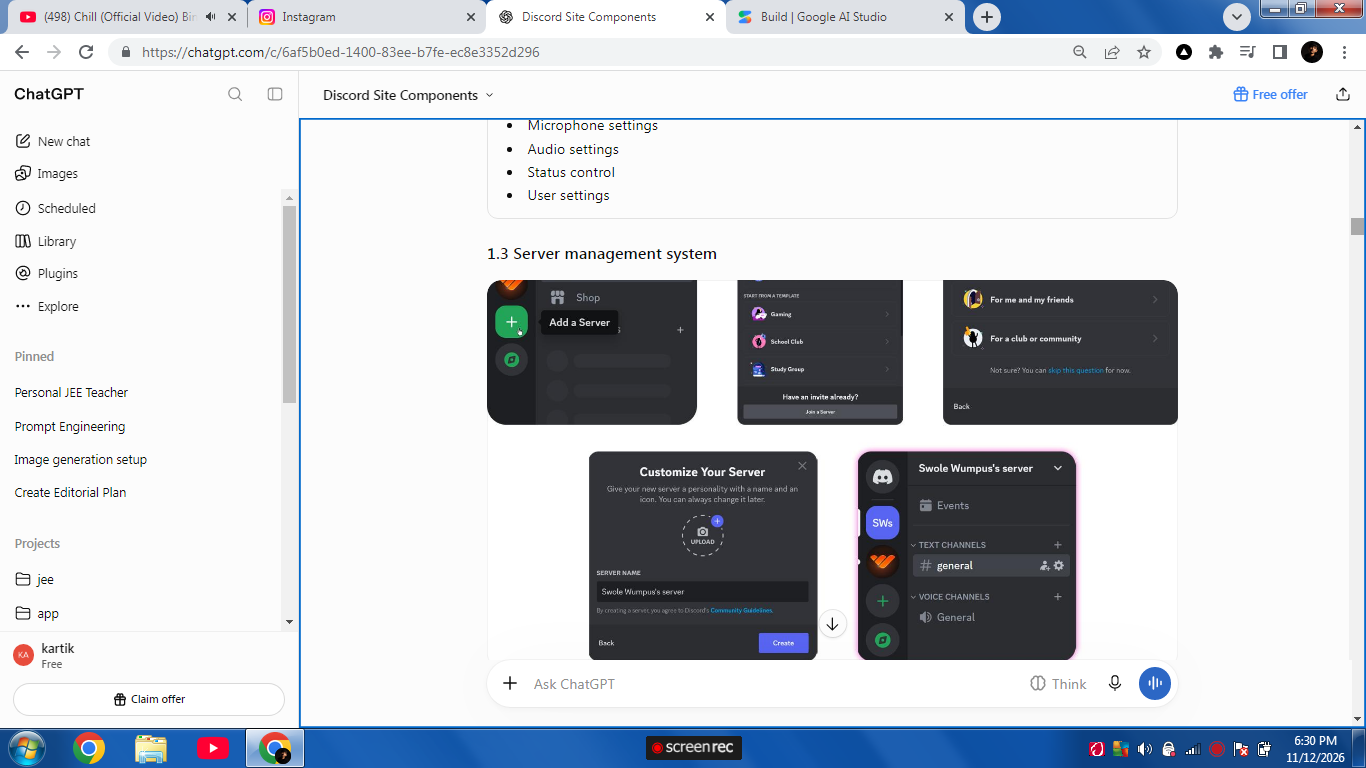 (498) Chill (Official Video) Bin
Instagram
Discord Site Components
Build | Google AI Studio
https://chatgpt.com/c/6af5b0ed-1400-83ee-b7fe-ec8e3352d296
ChatGPT
Discord Site Components
Free offer
New chat
Images
Scheduled
Library
Plugins
Explore
Pinned
Personal JEE Teacher
Prompt Engineering
Image generation setup
Create Editorial Plan
Projects
jee
app
KA
kartik
Free
Claim offer
Microphone settings
Audio settings
Status control
User settings
1.3 Server management system
Shop
Add a Server
START FROM A TEMPLATE
Gaming
School Club
Study Group
Have an invite already?
Join a Server
For me and my friends
For a club or community
Not sure? You can skip this question for now.
Back
Customize Your Server
Give your new server a personality with a name and an
icon. You can always change it later.
UPLOAD
SERVER NAME
Swole Wumpus's server
By creating a server, you agree to Discord's Community Guidelines.
Back
Create
Swole Wumpus's server
SWs
Events
TEXT CHANNELS
# general
VOICE CHANNELS
General
Ask ChatGPT
Think
screenrec
6:30 PM
11/12/2026